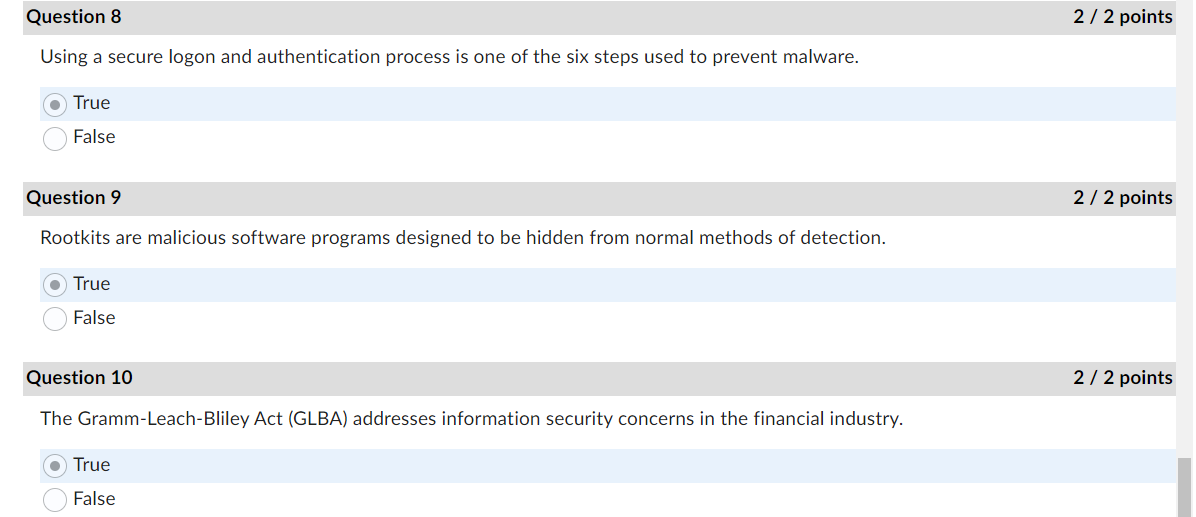 Question 8 2 / 2 points
Using a secure logon and authentication process is one of the six steps used to prevent malware.
True
False
Question 9 2 / 2 points
Rootkits are malicious software programs designed to be hidden from normal methods of detection.
True
False
Question 10 2 / 2 points
The Gramm-Leach-Bliley Act (GLBA) addresses information security concerns in the financial industry.
True
False